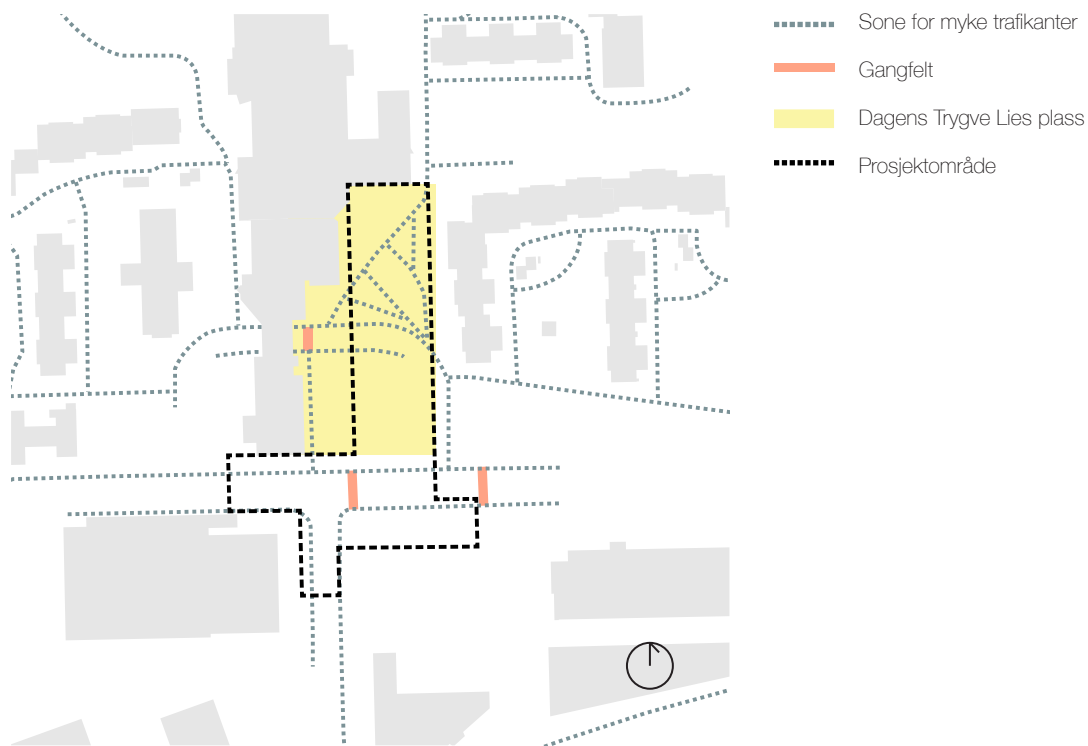 Sone for myke trafikanter
Gangfelt
Dagens Trygve Lies plass
Prosjektområde